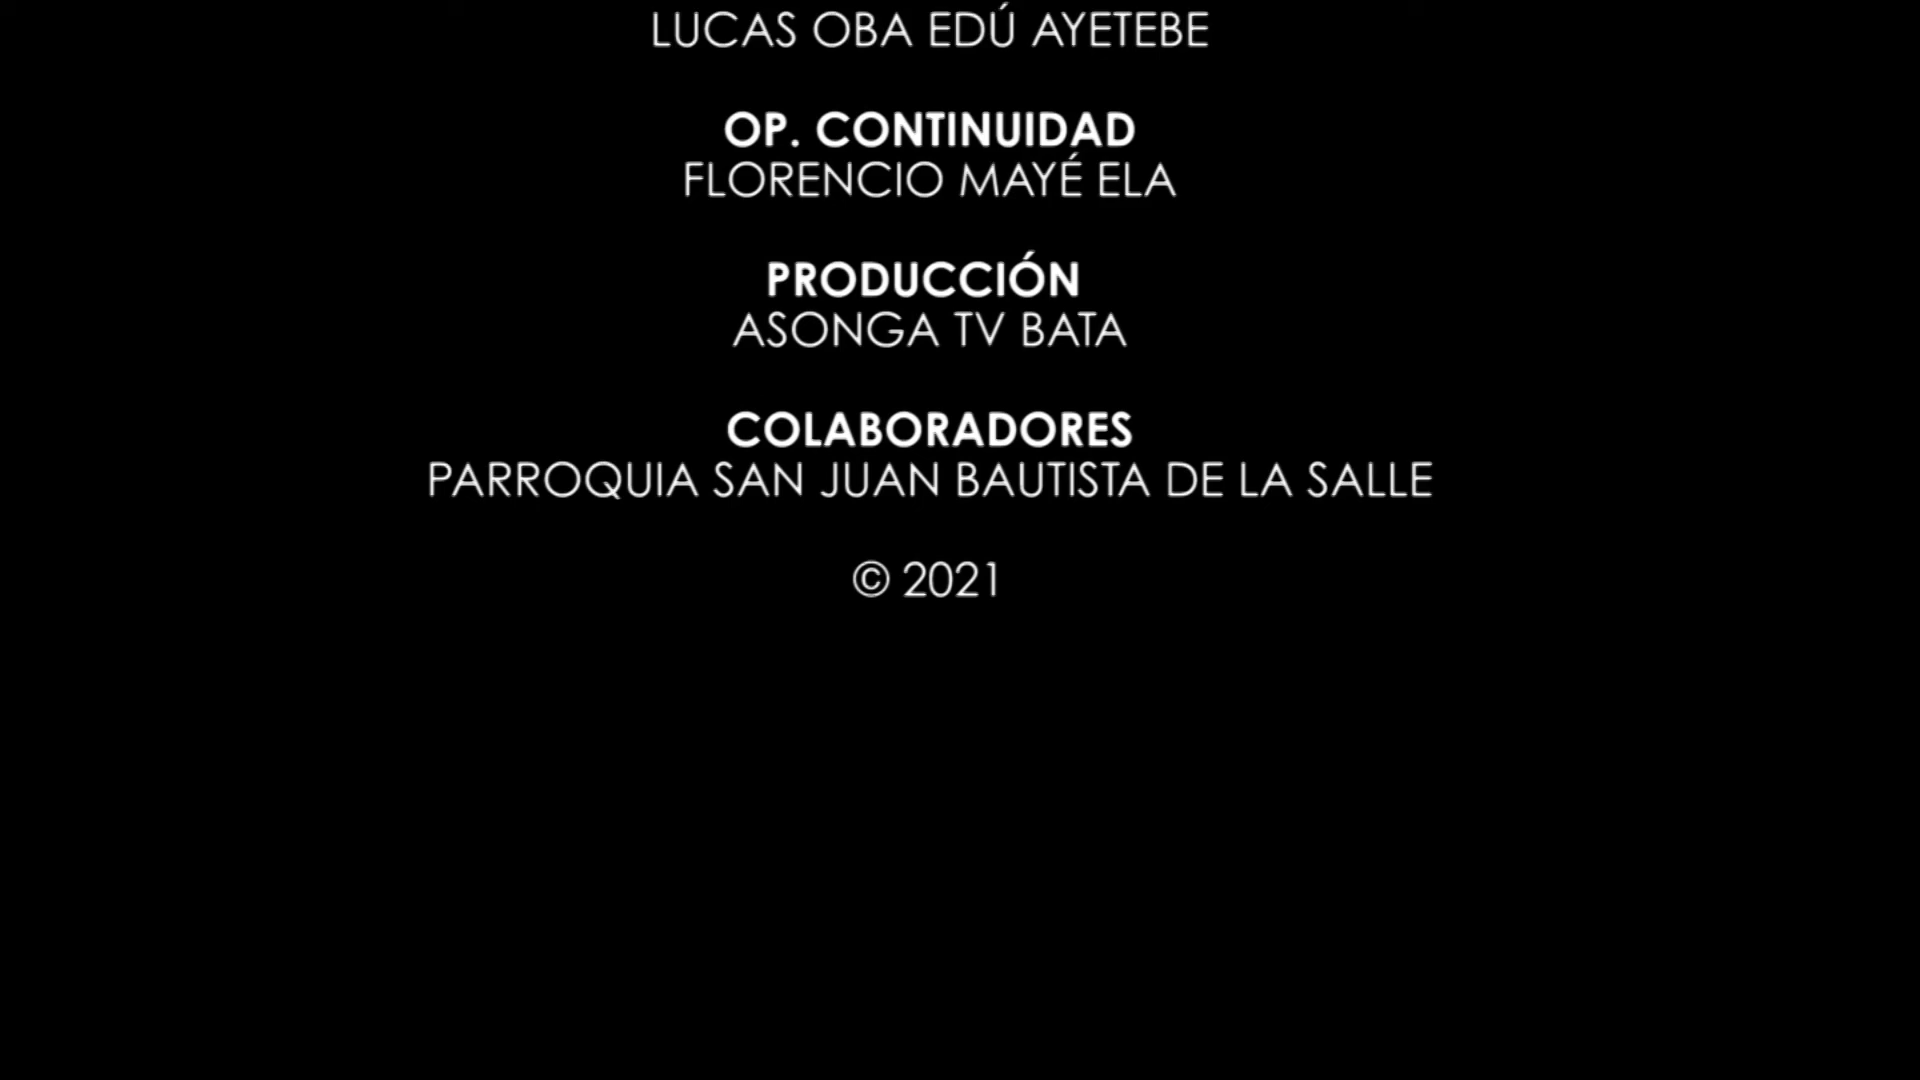 LUCAS OBA EDÚ AYETEBE
OP. CONTINUIDAD
FLORENCIO MAYÉ ELA
PRODUCCIÓN
ASONGA TV BATA
COLABORADORES
PARROQUIA SAN JUAN BAUTISTA DE LA SALLE
© 2021